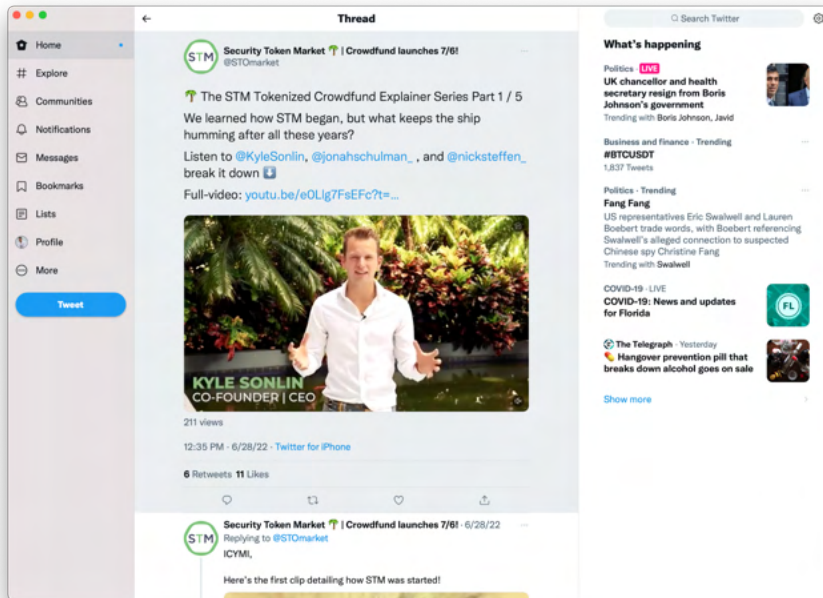 Home
Explore
Communities
Notifications
Messages
Bookmarks
Lists
Profile
More
Tweet
Thread
STM
Security Token Market 🌴 | Crowdfund launches 7/6!
@STOmarket
🌴 The STM Tokenized Crowdfund Explainer Series Part 1 / 5
We learned how STM began, but what keeps the ship
humming after all these years?
Listen to @KyleSonlin, @jonahschulman_ , and @nicksteffen_
break it down ⬇️
Full-video: youtu.be/e0Llg7FsEFc?t=...
KYLE SONLIN
CO-FOUNDER | CEO
211 views
12:35 PM · 6/28/22 · Twitter for iPhone
6 Retweets 11 Likes
STM
Security Token Market 🌴 | Crowdfund launches 7/6! · 6/28/22
Replying to @STOmarket
ICYMI,
Here's the first clip detailing how STM was started!
Search Twitter
What's happening
Politics · LIVE
UK chancellor and health
secretary resign from Boris
Johnson's government
Trending with Boris Johnson, Javid
Business and finance · Trending
#BTCUSDT
1,837 Tweets
Politics · Trending
Fang Fang
US representatives Eric Swalwell and Lauren
Boebert trade words, with Boebert referencing
Swalwell's alleged connection to suspected
Chinese spy Christine Fang
Trending with Swalwell
COVID-19 · LIVE
COVID-19: News and updates
for Florida
FL
The Telegraph · Yesterday
💊 Hangover prevention pill that
breaks down alcohol goes on sale
Show more